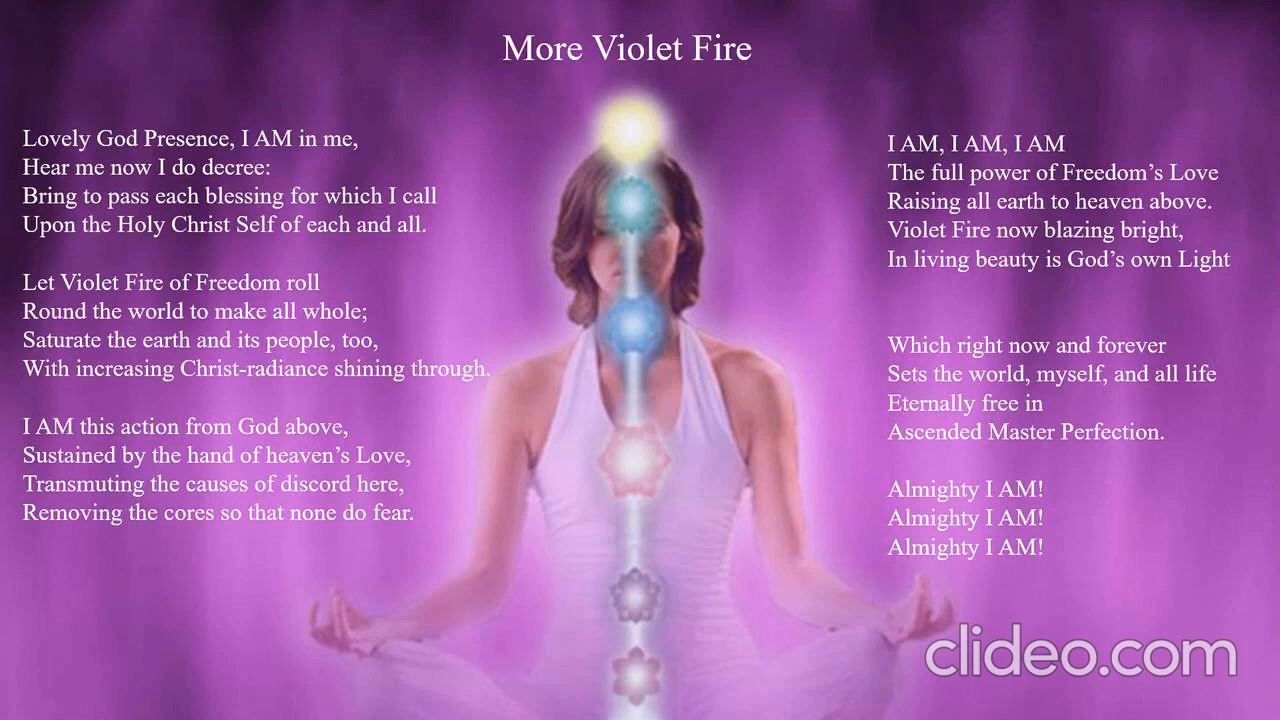 More Violet Fire
Lovely God Presence, I AM in me,
Hear me now I do decree:
Bring to pass each blessing for which I call
Upon the Holy Christ Self of each and all.
Let Violet Fire of Freedom roll
Round the world to make all whole;
Saturate the earth and its people, too,
With increasing Christ-radiance shining through.
I AM this action from God above,
Sustained by the hand of heaven’s Love,
Transmuting the causes of discord here,
Removing the cores so that none do fear.
I AM, I AM, I AM
The full power of Freedom’s Love
Raising all earth to heaven above.
Violet Fire now blazing bright,
In living beauty is God’s own Light
Which right now and forever
Sets the world, myself, and all life
Eternally free in
Ascended Master Perfection.
Almighty I AM!
Almighty I AM!
Almighty I AM!
clideo.com